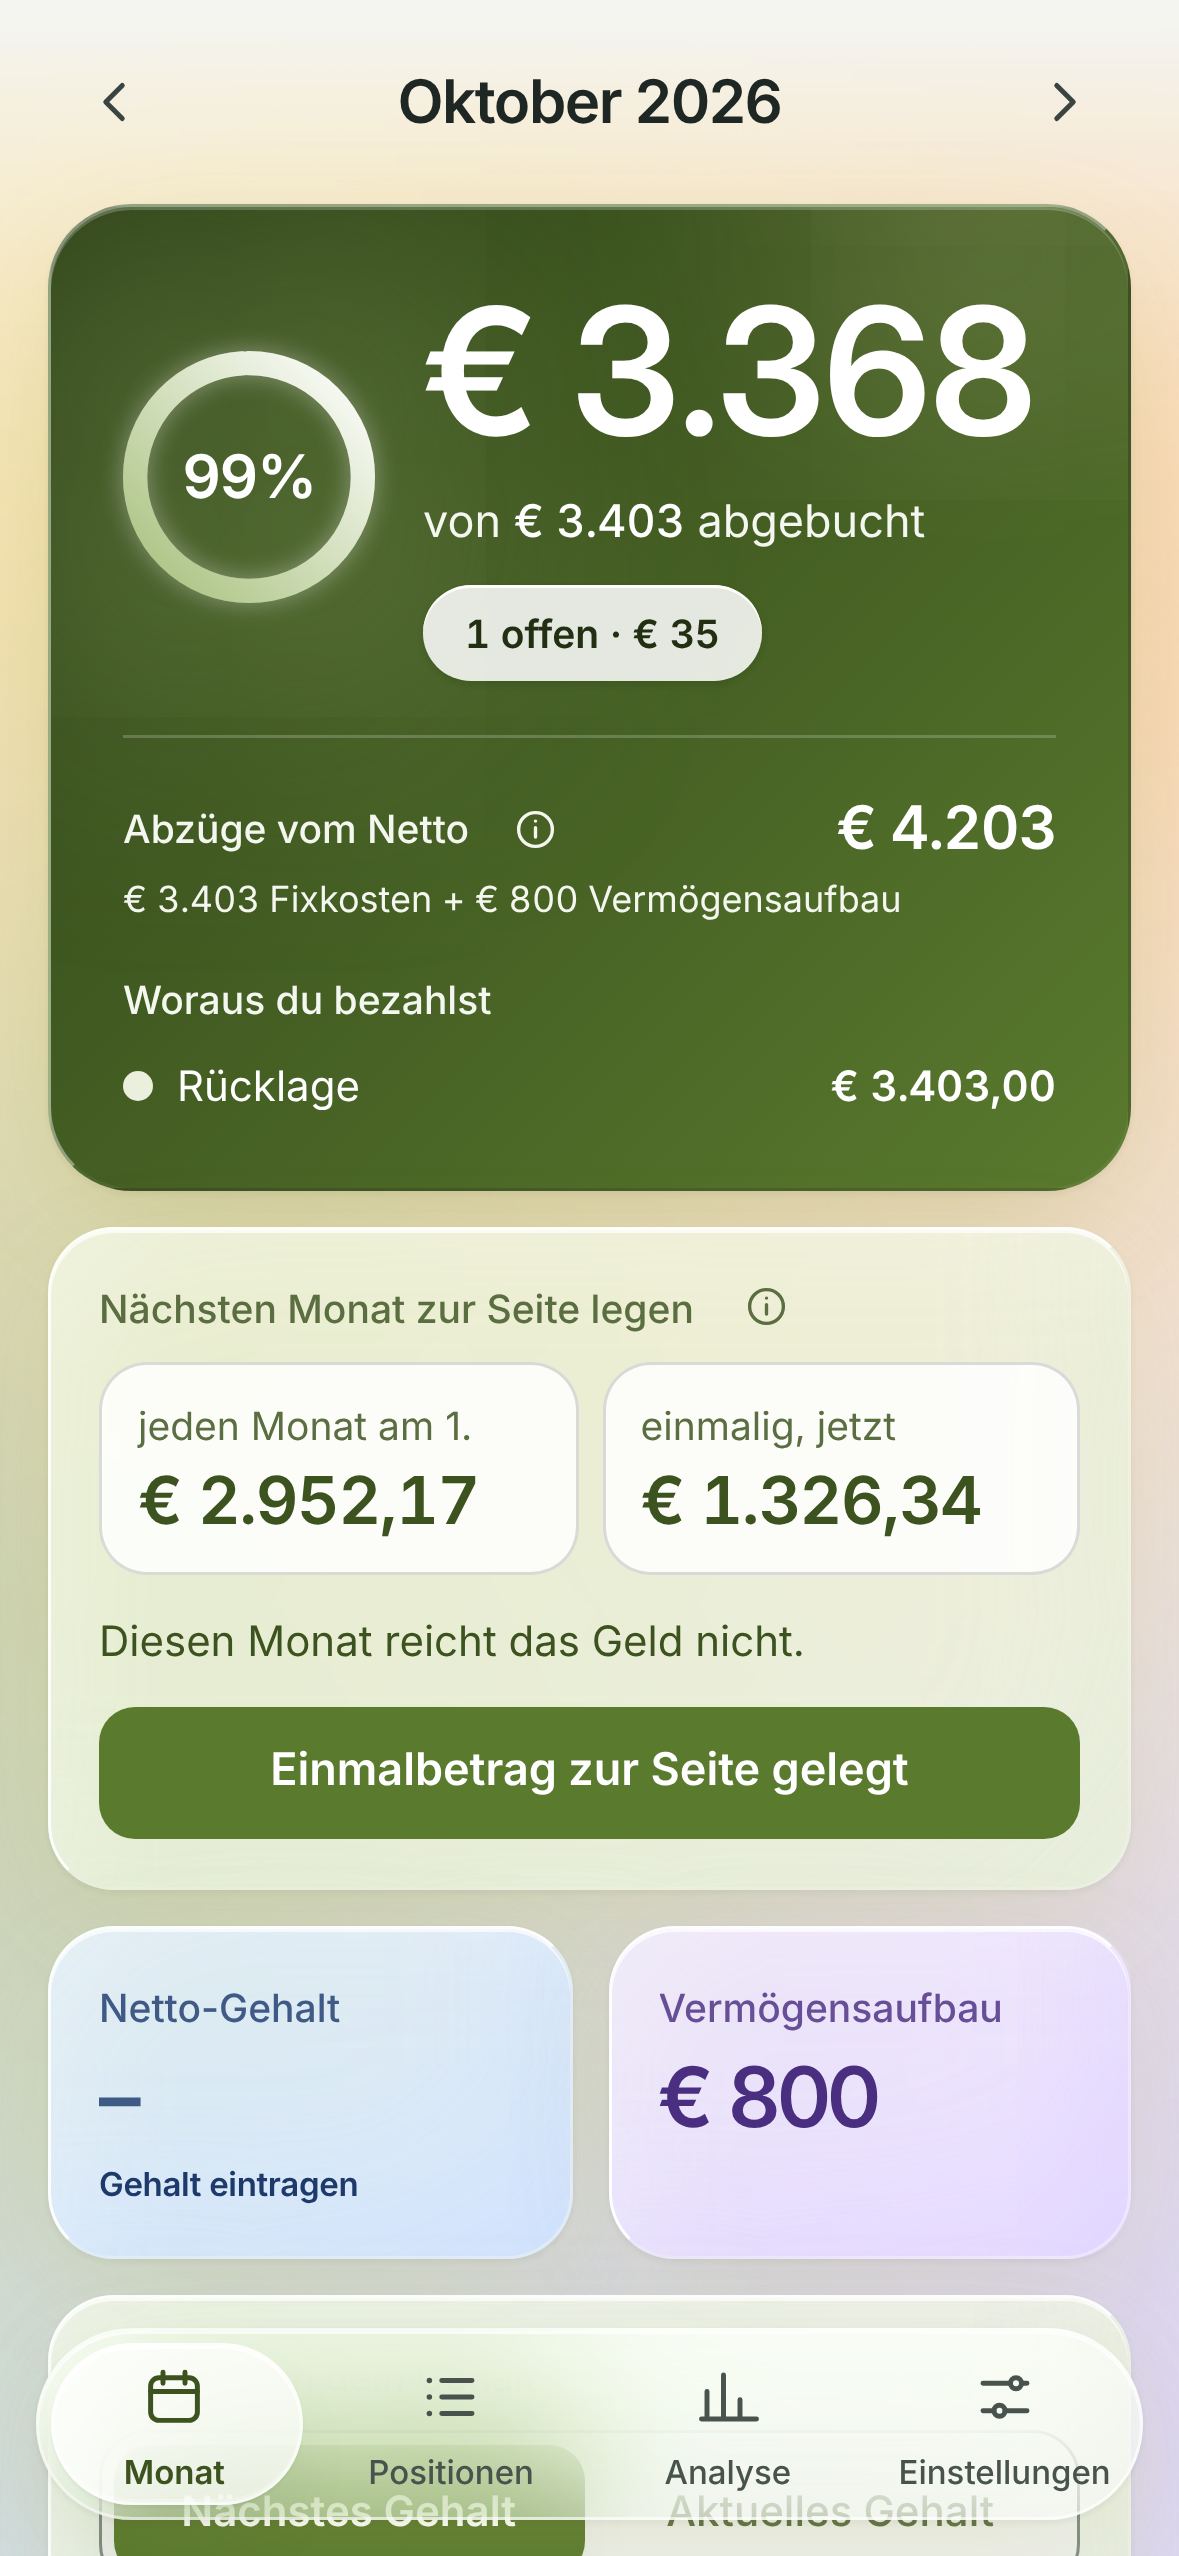 Oktober 2026
99%
€ 3.368
von € 3.403 abgebucht
1 offen · € 35
Abzüge vom Netto
€ 4.203
€ 3.403 Fixkosten + € 800 Vermögensaufbau
Woraus du bezahlst
Rücklage
€ 3.403,00
Nächsten Monat zur Seite legen
jeden Monat am 1.
€ 2.952,17
einmalig, jetzt
€ 1.326,34
Diesen Monat reicht das Geld nicht.
Einmalbetrag zur Seite gelegt
Netto-Gehalt
–
Gehalt eintragen
Vermögensaufbau
€ 800
Monat
Positionen
Analyse
Einstellungen
Nächstes Gehalt
Aktuelles Gehalt